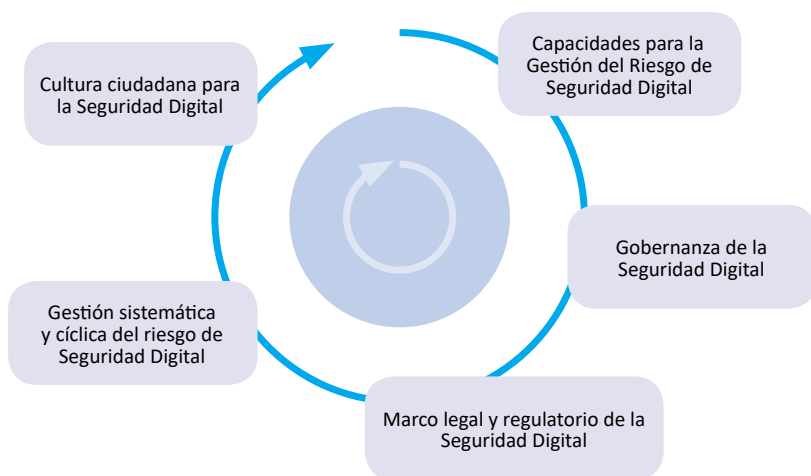 Capacidades para la
Gestión del Riesgo de
Seguridad Digital
Gobernanza de la
Seguridad Digital
Marco legal y regulatorio de la
Seguridad Digital
Gestión sistemática
y cíclica del riesgo de
Seguridad Digital
Cultura ciudadana para
la Seguridad Digital